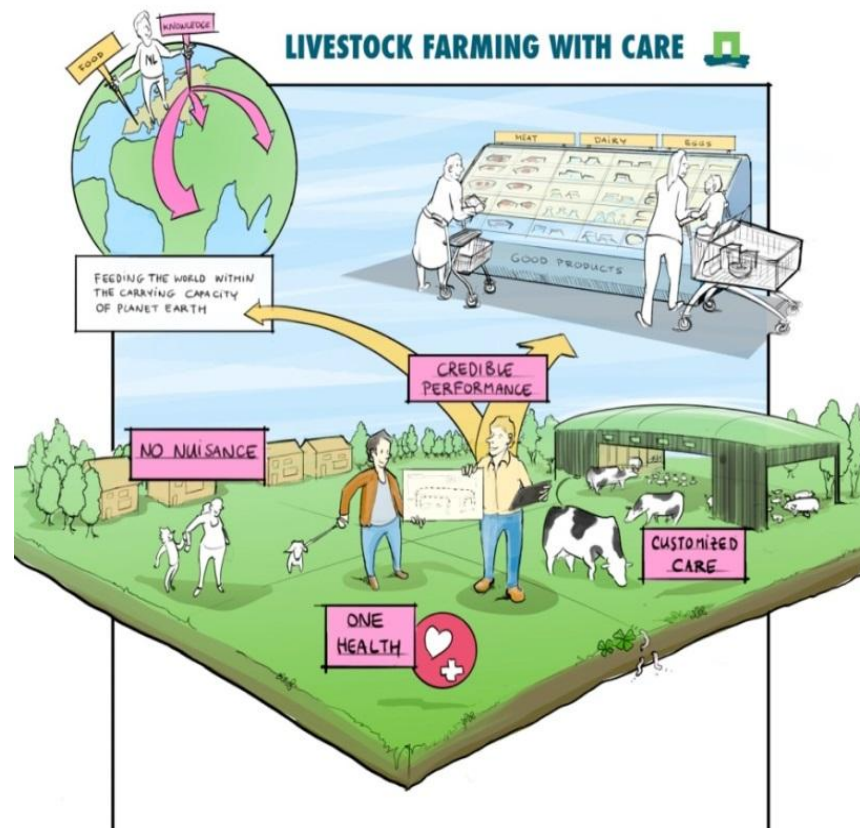 KNOWLEDGE
FOOD
NL
LIVESTOCK FARMING WITH CARE
MEAT
DAIRY
EGGS
GOOD PRODUCTS
FEEDING THE WORLD WITHIN
THE CARRYING CAPACITY
OF PLANET EARTH
CREDIBLE
PERFORMANCE
NO NUISANCE
CUSTOMIZED
CARE
ONE
HEALTH